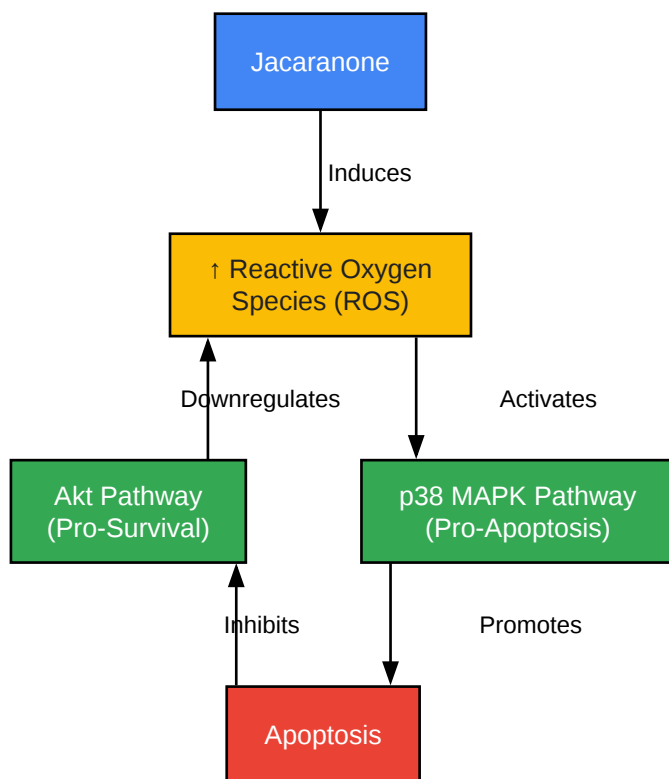 Jacaranone
Induces
↑ Reactive Oxygen
Species (ROS)
Downregulates
Activates
Akt Pathway
(Pro-Survival)
p38 MAPK Pathway
(Pro-Apoptosis)
Inhibits
Promotes
Apoptosis